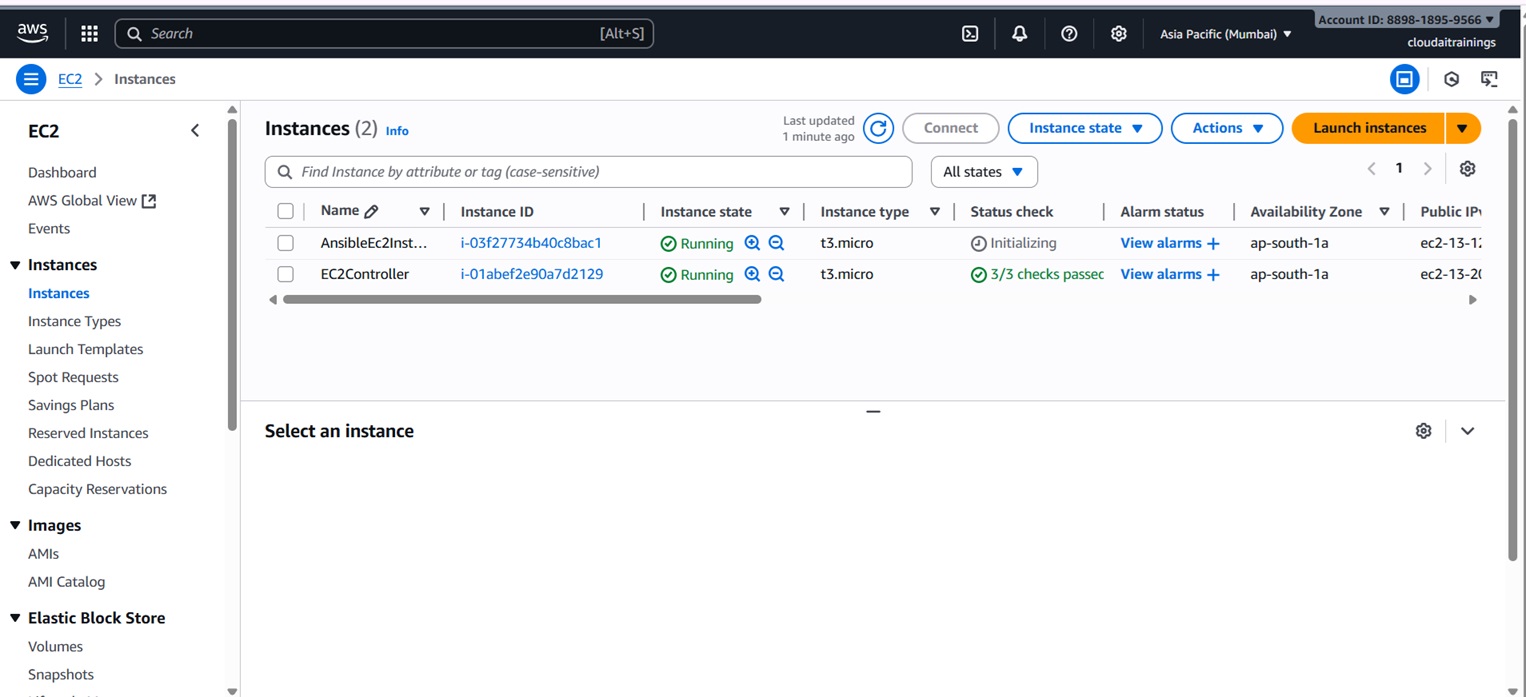 aws
Search [Alt+S]
Asia Pacific (Mumbai)
Account ID: 8898-1895-9566
cloudaitrainings
EC2 > Instances
EC2
Dashboard
AWS Global View
Events
Instances
Instances
Instance Types
Launch Templates
Spot Requests
Savings Plans
Reserved Instances
Dedicated Hosts
Capacity Reservations
Images
AMIs
AMI Catalog
Elastic Block Store
Volumes
Snapshots
Instances (2) Info
Last updated
1 minute ago
Connect
Instance state
Actions
Launch instances
Find Instance by attribute or tag (case-sensitive)
All states
1
Name Instance ID Instance state Instance type Status check Alarm status Availability Zone Public IPv
AnsibleEc2Inst... i-03f27734b40c8bac1 Running t3.micro Initializing View alarms + ap-south-1a ec2-13-12
EC2Controller i-01abef2e90a7d2129 Running t3.micro 3/3 checks passed View alarms + ap-south-1a ec2-13-20
Select an instance